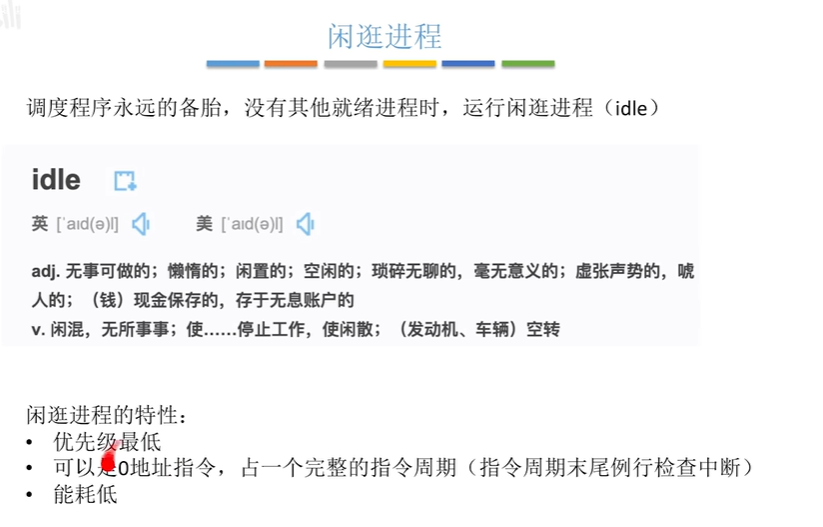 闲逛进程
调度程序永远的备胎，没有其他就绪进程时，运行闲逛进程（idle）
idle
英 [ˈaɪd(ə)l] 美 [ˈaɪd(ə)l]
adj. 无事可做的；懒惰的；闲置的；空闲的；琐碎无聊的，毫无意义的；虚张声势的，唬
人的；（钱）现金保存的，存于无息账户的
v. 闲混，无所事事；使……停止工作，使闲散；（发动机、车辆）空转
闲逛进程的特性：
• 优先级最低
• 可以是0地址指令，占一个完整的指令周期（指令周期末尾例行检查中断）
• 能耗低